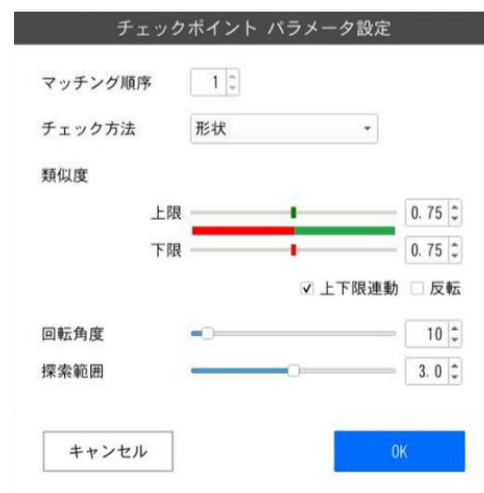 チェックポイント パラメータ設定
マッチング順序 1
チェック方法 形状
類似度
上限 0.75
下限 0.75
上下限連動 反転
回転角度 10
探索範囲 3.0
キャンセル OK